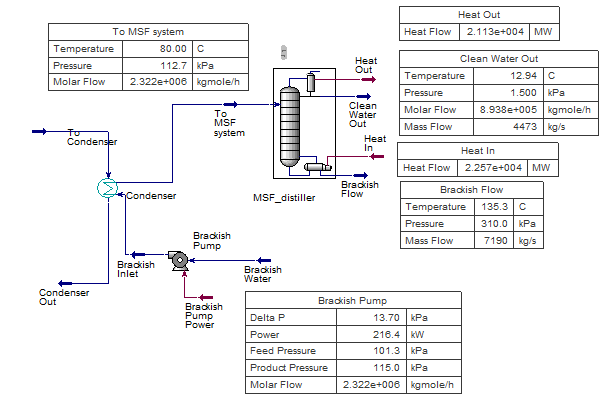 To MSF system
Temperature 80.00 C
Pressure 112.7 kPa
Molar Flow 2.322e+006 kgmole/h
Heat Out
Heat Flow 2.113e+004 MW
Clean Water Out
Temperature 12.94 C
Pressure 1.500 kPa
Molar Flow 8.938e+005 kgmole/h
Mass Flow 4473 kg/s
Heat In
Heat Flow 2.257e+004 MW
Brackish Flow
Temperature 135.3 C
Pressure 310.0 kPa
Mass Flow 7190 kg/s
Heat
Out
Clean
Water
Out
Heat
In
Brackish
Flow
MSF_distiller
To
MSF
system
To
Condenser
Condenser
Brackish
Pump
Brackish
Inlet
Brackish
Water
Condenser
Out
Brackish
Pump
Power
Brackish Pump
Delta P 13.70 kPa
Power 216.4 kW
Feed Pressure 101.3 kPa
Product Pressure 115.0 kPa
Molar Flow 2.322e+006 kgmole/h